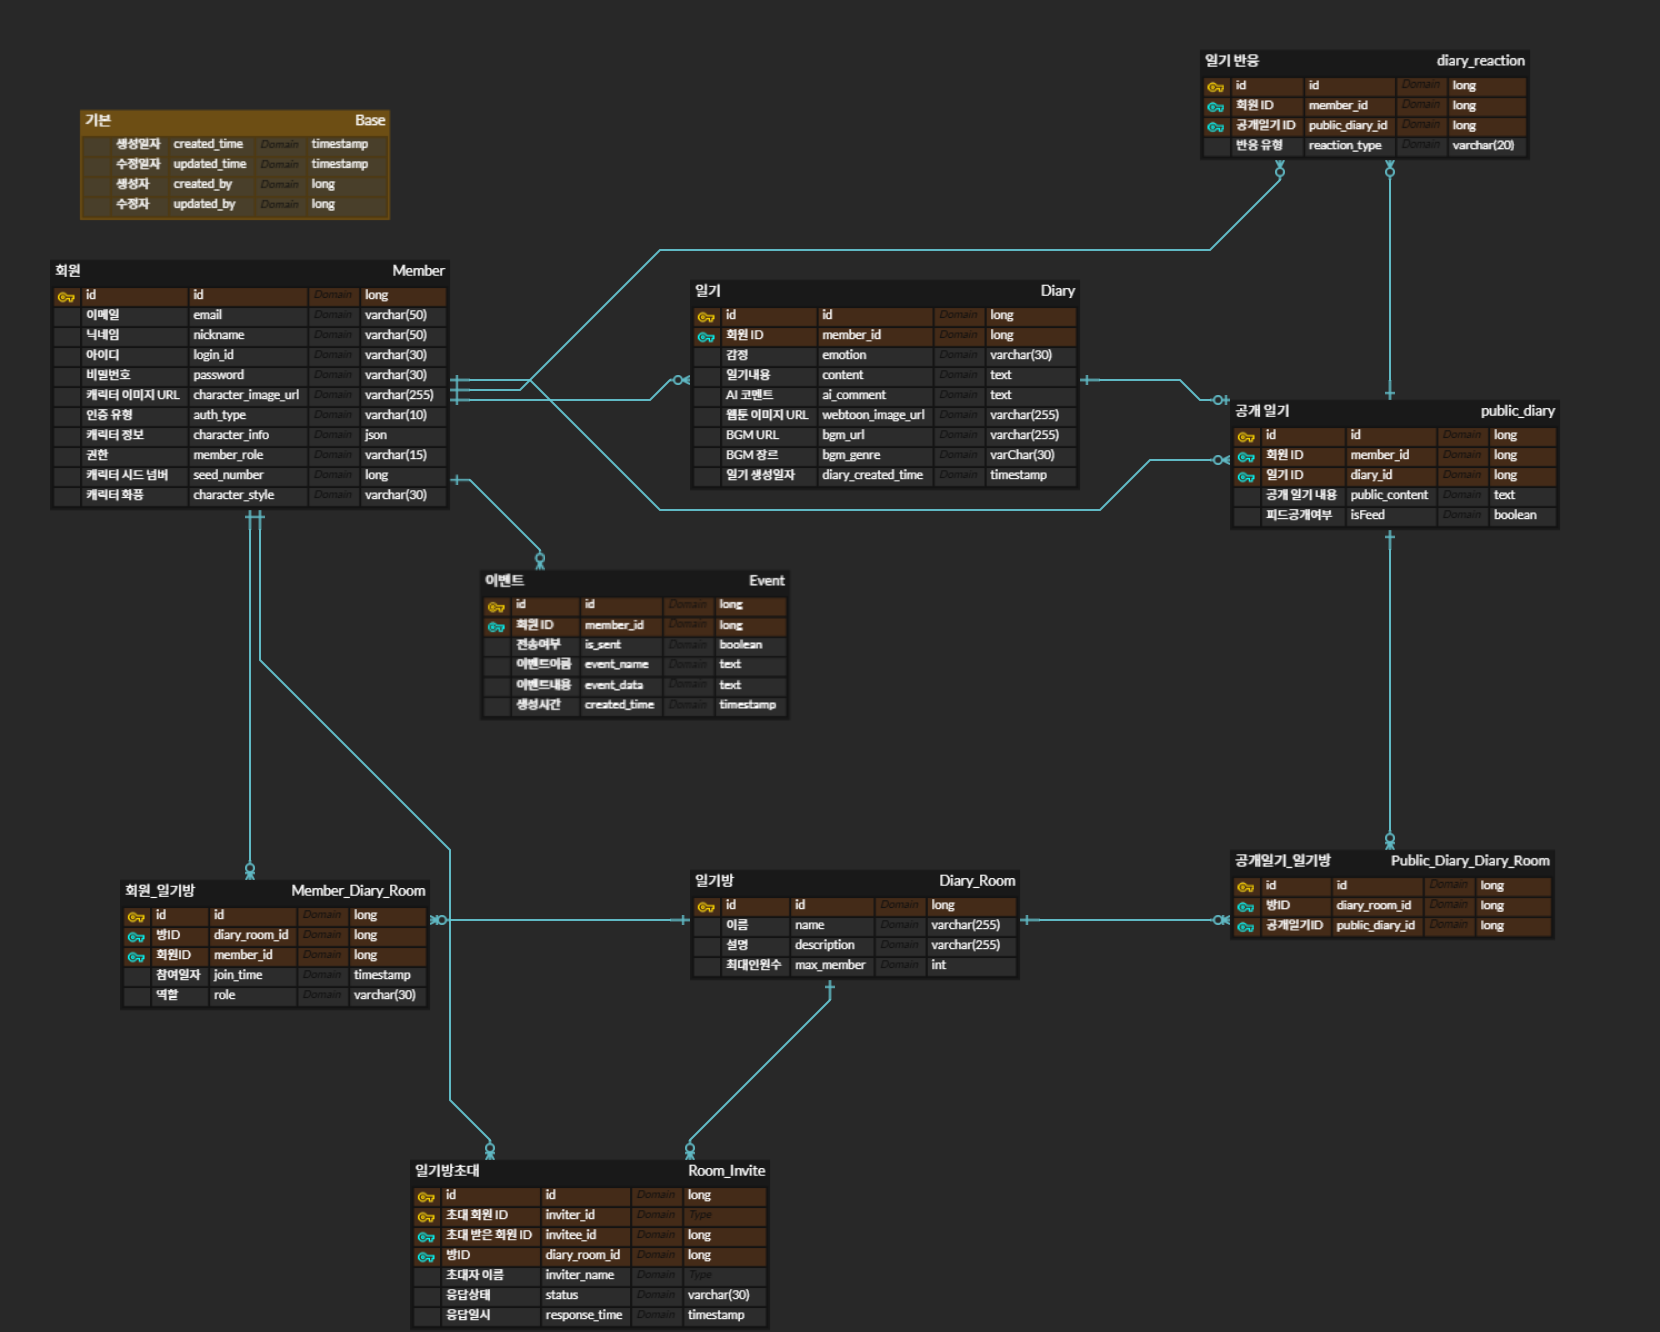 일기 반응 diary_reaction
id id Domain long
회원 ID member_id Domain long
공개일기 ID public_diary_id Domain long
반응 유형 reaction_type Domain varchar(20)
기본 Base
생성일자 created_time Domain timestamp
수정일자 updated_time Domain timestamp
생성자 created_by Domain long
수정자 updated_by Domain long
회원 Member
id id Domain long
이메일 email Domain varchar(50)
닉네임 nickname Domain varchar(50)
아이디 login_id Domain varchar(30)
비밀번호 password Domain varchar(30)
캐릭터 이미지 URL character_image_url Domain varchar(255)
인증 유형 auth_type Domain varchar(10)
캐릭터 정보 character_info Domain json
권한 member_role Domain varchar(15)
캐릭터 시드 넘버 seed_number Domain long
캐릭터 화풍 character_style Domain varchar(30)
일기 Diary
id id Domain long
회원 ID member_id Domain long
감정 emotion Domain varchar(30)
일기내용 content Domain text
AI 코멘트 ai_comment Domain text
웹툰 이미지 URL webtoon_image_url Domain varchar(255)
BGM URL bgm_url Domain varchar(255)
BGM 장르 bgm_genre Domain varChar(30)
일기 생성일자 diary_created_time Domain timestamp
공개 일기 public_diary
id id Domain long
회원 ID member_id Domain long
일기 ID diary_id Domain long
공개 일기 내용 public_content Domain text
피드공개여부 isFeed Domain boolean
이벤트 Event
id id Domain long
회원 ID member_id Domain long
전송여부 is_sent Domain boolean
이벤트이름 event_name Domain text
이벤트내용 event_data Domain text
생성시간 created_time Domain timestamp
회원_일기방 Member_Diary_Room
id id Domain long
방ID diary_room_id Domain long
회원ID member_id Domain long
참여일자 join_time Domain timestamp
역할 role Domain varchar(30)
일기방 Diary_Room
id id Domain long
이름 name Domain varchar(255)
설명 description Domain varchar(255)
최대인원수 max_member Domain int
공개일기_일기방 Public_Diary_Diary_Room
id id Domain long
방ID diary_room_id Domain long
공개일기ID public_diary_id Domain long
일기방초대 Room_Invite
id id Domain long
초대 회원 ID inviter_id Domain Type
초대 받은 회원 ID invitee_id Domain long
방ID diary_room_id Domain long
초대자 이름 inviter_name Domain Type
응답상태 status Domain varchar(30)
응답일시 response_time Domain timestamp